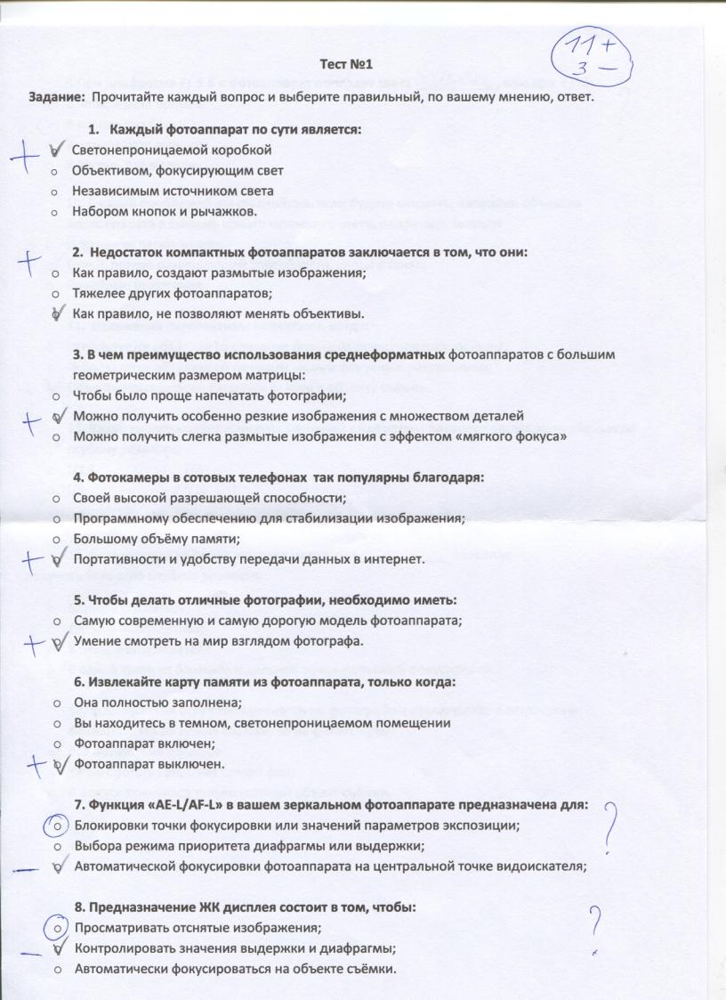 11 +
3 —
Тест №1
Задание: Прочитайте каждый вопрос и выберите правильный, по вашему мнению, ответ.
1. Каждый фотоаппарат по сути является:
+ Светонепроницаемой коробкой
Объективом, фокусирующим свет
Независимым источником света
Набором кнопок и рычажков.
+ 2. Недостаток компактных фотоаппаратов заключается в том, что они:
Как правило, создают размытые изображения;
Тяжелее других фотоаппаратов;
Как правило, не позволяют менять объективы.
3. В чем преимущество использования среднеформатных фотоаппаратов с большим
геометрическим размером матрицы:
Чтобы было проще напечатать фотографии;
+ Можно получить особенно резкие изображения с множеством деталей
Можно получить слегка размытые изображения с эффектом «мягкого фокуса»
4. Фотокамеры в сотовых телефонах так популярны благодаря:
Своей высокой разрешающей способности;
Программному обеспечению для стабилизации изображения;
Большому объёму памяти;
+ Портативности и удобству передачи данных в интернет.
5. Чтобы делать отличные фотографии, необходимо иметь:
Самую современную и самую дорогую модель фотоаппарата;
+ Умение смотреть на мир взглядом фотографа.
6. Извлекайте карту памяти из фотоаппарата, только когда:
Она полностью заполнена;
Вы находитесь в темном, светонепроницаемом помещении
Фотоаппарат включен;
+ Фотоаппарат выключен.
7. Функция «AE-L/AF-L» в вашем зеркальном фотоаппарате предназначена для: ?
Блокировки точки фокусировки или значений параметров экспозиции;
Выбора режима приоритета диафрагмы или выдержки;
— Автоматической фокусировки фотоаппарата на центральной точке видоискателя;
8. Предназначение ЖК дисплея состоит в том, чтобы: ?
Просматривать отснятые изображения;
— Контролировать значения выдержки и диафрагмы;
Автоматически фокусироваться на объекте съёмки.